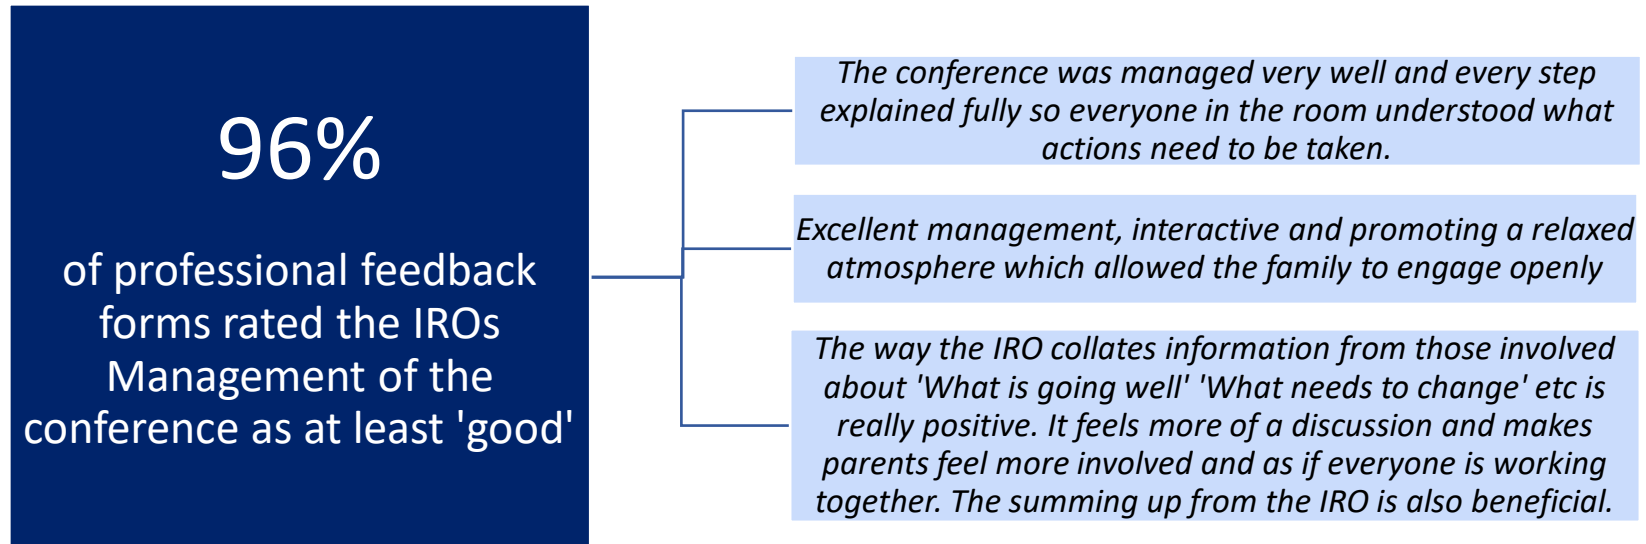 96%
of professional feedback
forms rated the IROs
Management of the
conference as at least 'good'
The conference was managed very well and every step
explained fully so everyone in the room understood what
actions need to be taken.
Excellent management, interactive and promoting a relaxed
atmosphere which allowed the family to engage openly
The way the IRO collates information from those involved
about 'What is going well' 'What needs to change' etc is
really positive. It feels more of a discussion and makes
parents feel more involved and as if everyone is working
together. The summing up from the IRO is also beneficial.